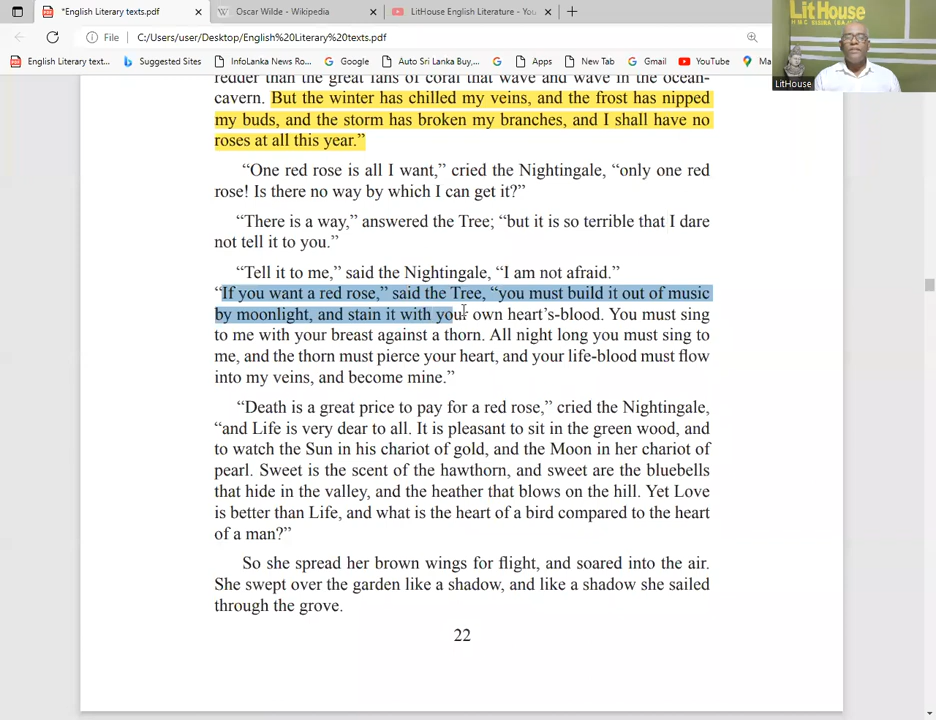 *English Literary texts.pdf
Oscar Wilde - Wikipedia
LitHouse English Literature - You
File
C:/Users/user/Desktop/English%20Literary%20texts.pdf
English Literary text...
Suggested Sites
InfoLanka News Ro...
Google
Auto Sri Lanka Buy,...
New Tab
Gmail
YouTube
Ma
Apps
LitHouse
LitHouse
redder than the great fans of coral that wave and wave in the ocean-
cavern. But the winter has chilled my veins, and the frost has nipped
my buds, and the storm has broken my branches, and I shall have no
roses at all this year.”
“One red rose is all I want,” cried the Nightingale, “only one red
rose! Is there no way by which I can get it?”
“There is a way,” answered the Tree; “but it is so terrible that I dare
not tell it to you.”
“Tell it to me,” said the Nightingale, “I am not afraid.”
“If you want a red rose,” said the Tree, “you must build it out of music
by moonlight, and stain it with your own heart’s-blood. You must sing
to me with your breast against a thorn. All night long you must sing to
me, and the thorn must pierce your heart, and your life-blood must flow
into my veins, and become mine.”
“Death is a great price to pay for a red rose,” cried the Nightingale,
“and Life is very dear to all. It is pleasant to sit in the green wood, and
to watch the Sun in his chariot of gold, and the Moon in her chariot of
pearl. Sweet is the scent of the hawthorn, and sweet are the bluebells
that hide in the valley, and the heather that blows on the hill. Yet Love
is better than Life, and what is the heart of a bird compared to the heart
of a man?”
So she spread her brown wings for flight, and soared into the air.
She swept over the garden like a shadow, and like a shadow she sailed
through the grove.
22